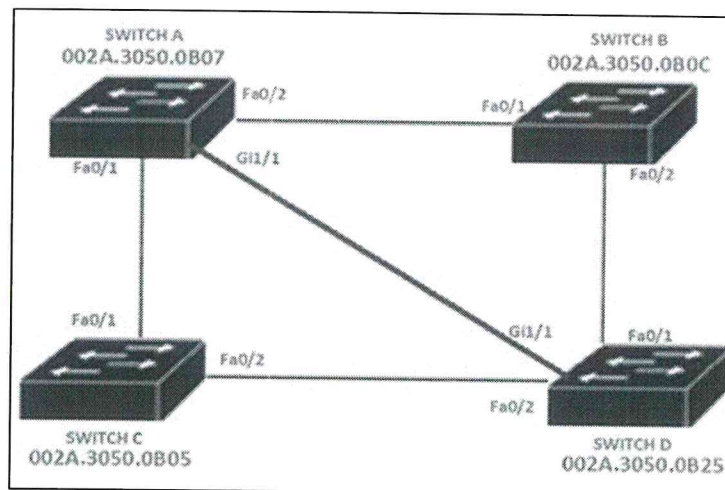 SWITCH A
002A.3050.0B07
SWITCH B
002A.3050.0B0C
Fa0/2
Fa0/1
Fa0/1
Gi1/1
Fa0/2
Fa0/1
Gi1/1
Fa0/1
Fa0/2
Fa0/2
SWITCH C
002A.3050.0B05
SWITCH D
002A.3050.0B25